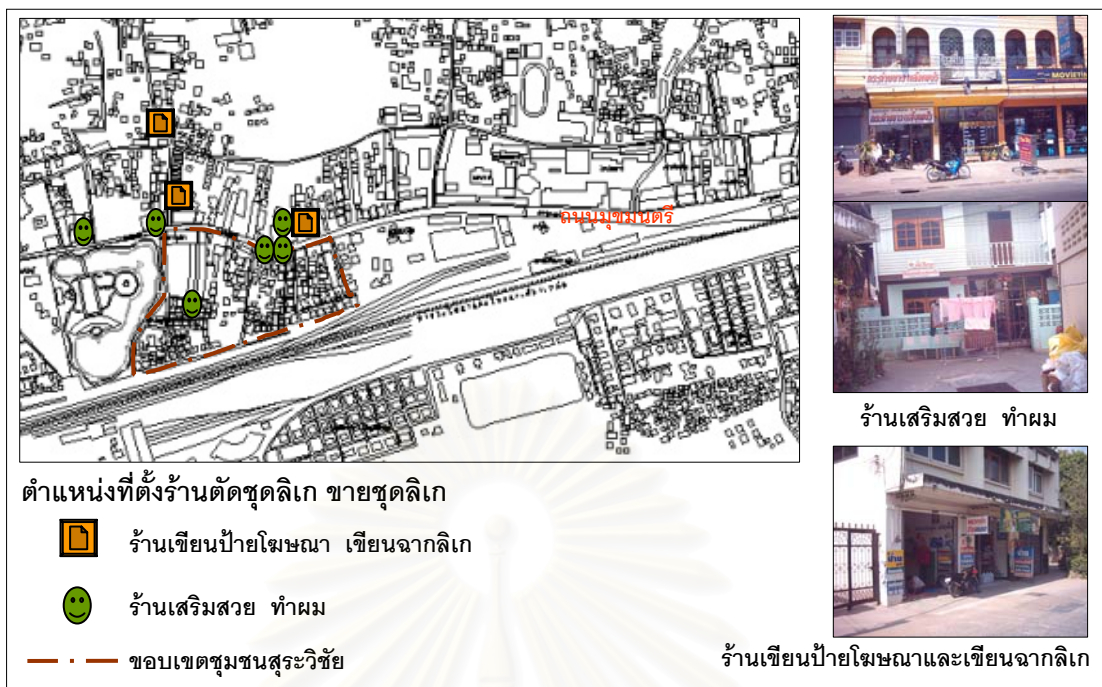 ถนนมุขมนตรี
MOVIE
ร้านเสริมสวย ทำผม
ตำแหน่งที่ตั้งร้านตัดชุดลิเก ขายชุดลิเก
ร้านเขียนป้ายโฆษณา เขียนฉากลิเก
ร้านเสริมสวย ทำผม
ขอบเขตชุมชนสุระวิชัย
ร้านเขียนป้ายโฆษณาและเขียนฉากลิเก